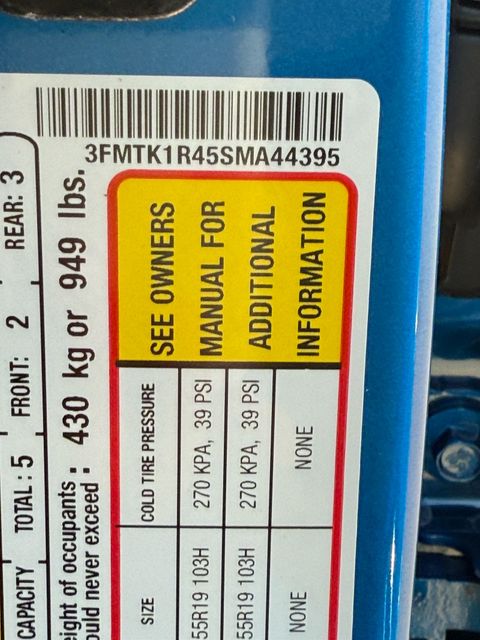 3FMTK1R45SMA44395
CAPACITY TOTAL: 5 FRONT: 2 REAR: 3
of occupants :
never exceed : 430 kg or 949 lbs.
SIZE COLD TIRE PRESSURE SEE OWNERS
55R19 103H 270 KPA, 39 PSI MANUAL FOR
55R19 103H 270 KPA, 39 PSI ADDITIONAL
NONE NONE INFORMATION